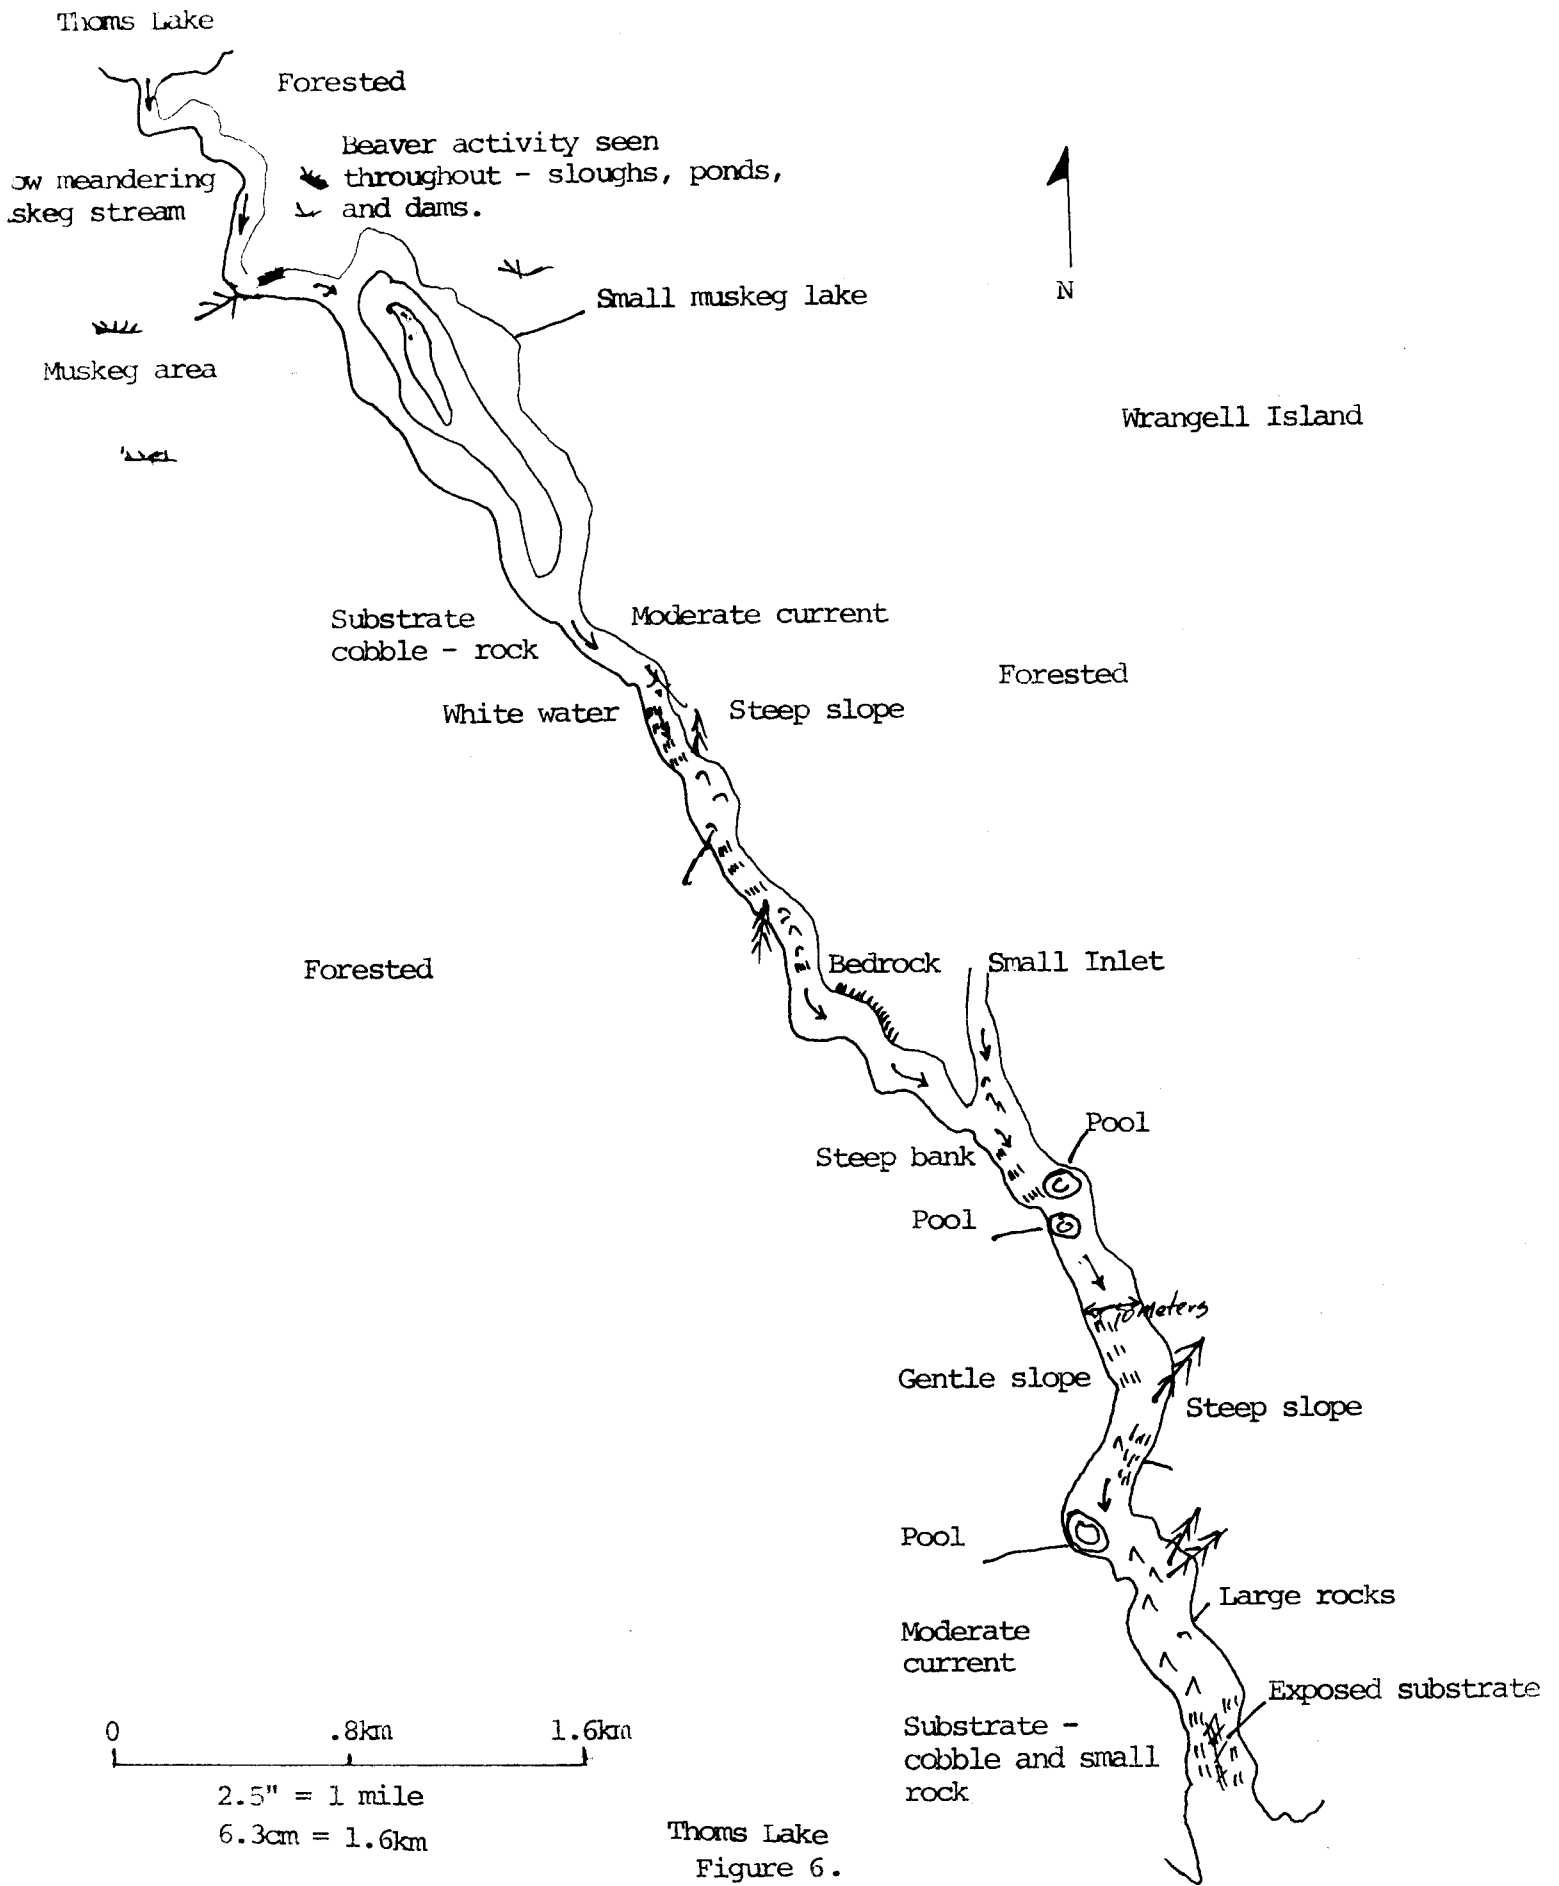 Thoms Lake
Forested
Beaver activity seen
throughout - sloughs, ponds,
and dams.
ow meandering
skeg stream
Small muskeg lake
N
Muskeg area
Wrangell Island
Substrate
cobble - rock
Moderate current
Forested
White water
Steep slope
Forested
Bedrock
Small Inlet
Pool
Steep bank
Pool
meters
Gentle slope
Steep slope
Pool
Large rocks
Moderate
current
Exposed substrate
Substrate -
cobble and small
rock
0 .8km 1.6km
2.5" = 1 mile
6.3cm = 1.6km
Thoms Lake
Figure 6.